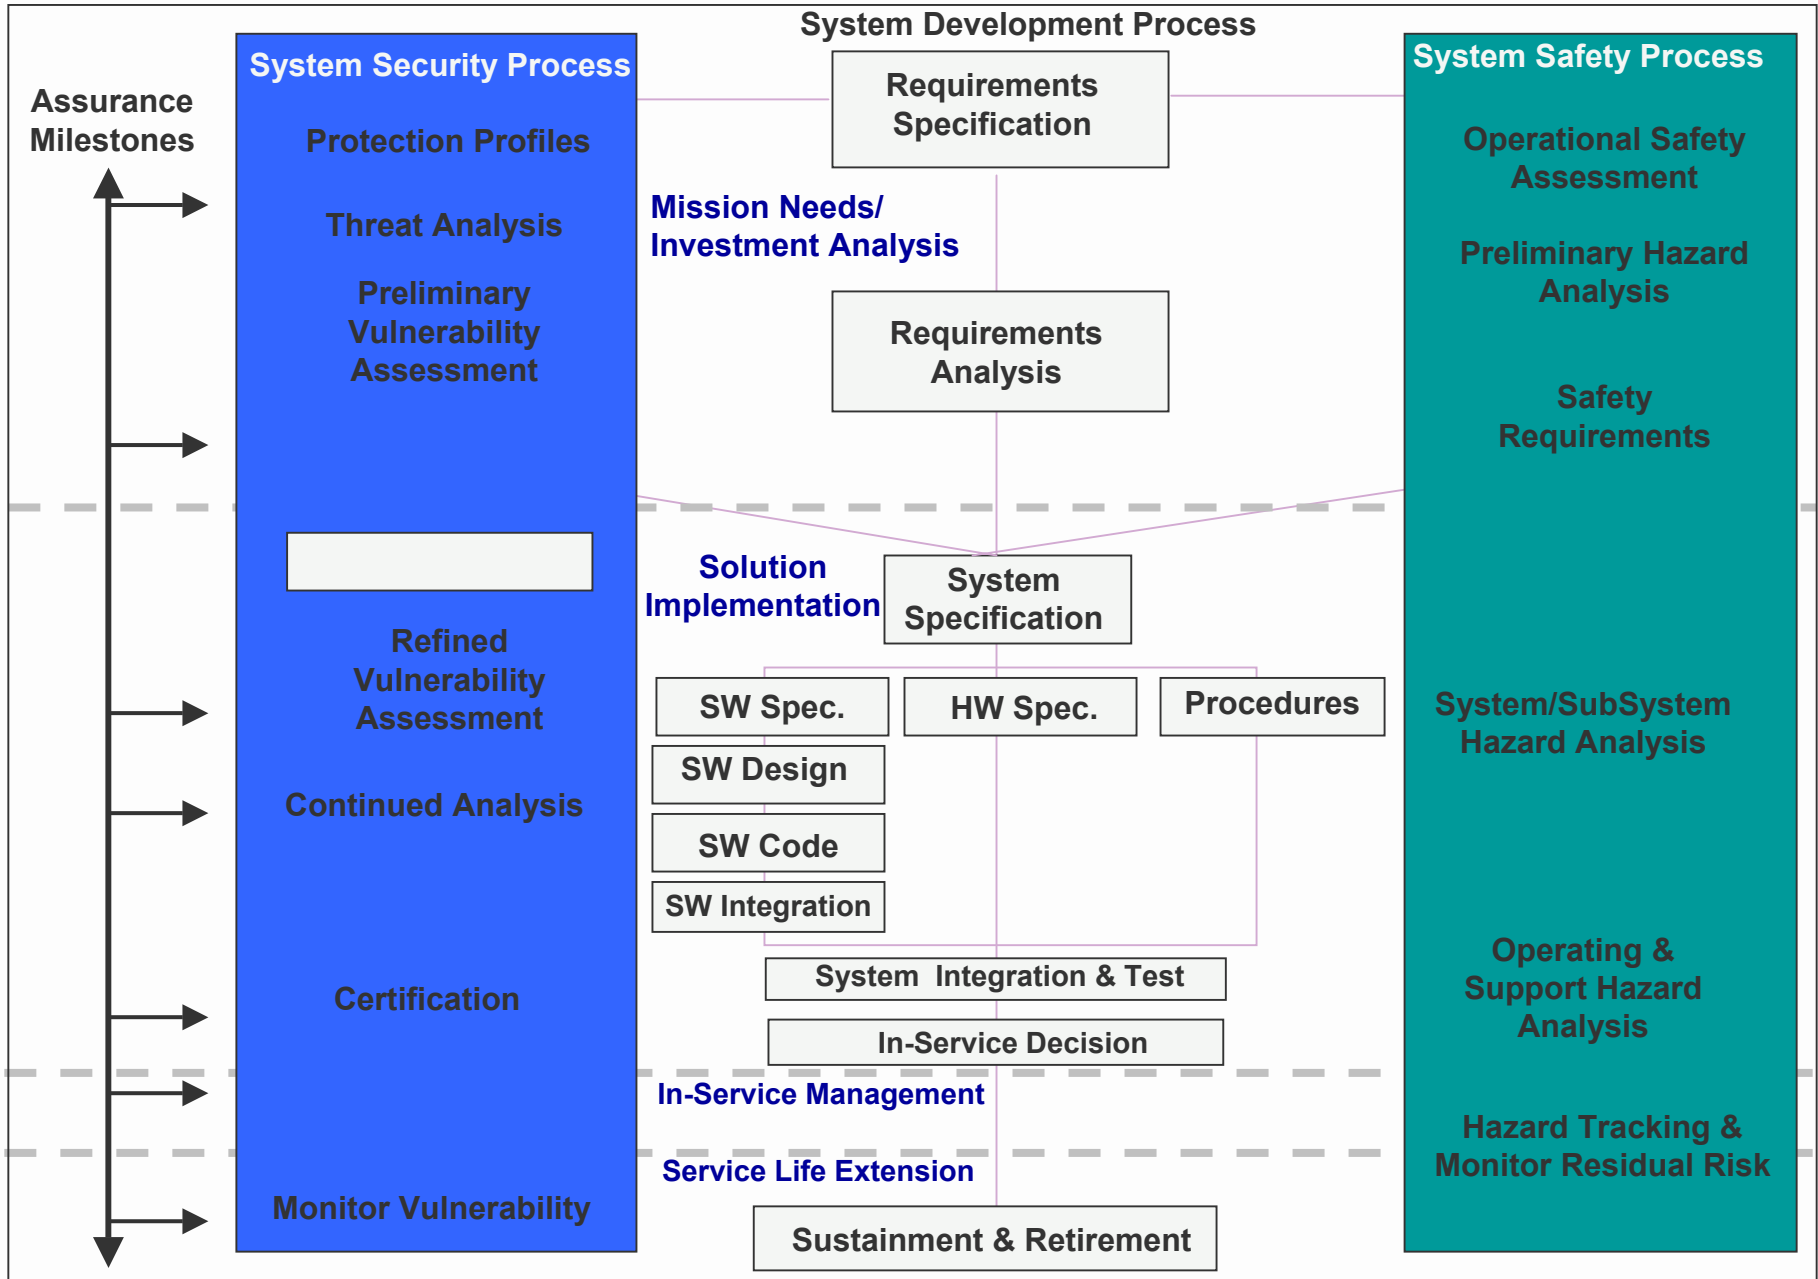 System Development Process
System Security Process
System Safety Process
Assurance
Milestones
Requirements
Specification
Protection Profiles
Operational Safety
Assessment
Threat Analysis
Mission Needs/
Investment Analysis
Preliminary Hazard
Analysis
Preliminary
Vulnerability
Assessment
Requirements
Analysis
Safety
Requirements
Solution
Implementation
System
Specification
Refined
Vulnerability
Assessment
SW Spec.
HW Spec.
Procedures
System/SubSystem
Hazard Analysis
SW Design
Continued Analysis
SW Code
SW Integration
Operating &
Support Hazard
Analysis
System Integration & Test
Certification
In-Service Decision
In-Service Management
Hazard Tracking &
Monitor Residual Risk
Service Life Extension
Monitor Vulnerability
Sustainment & Retirement